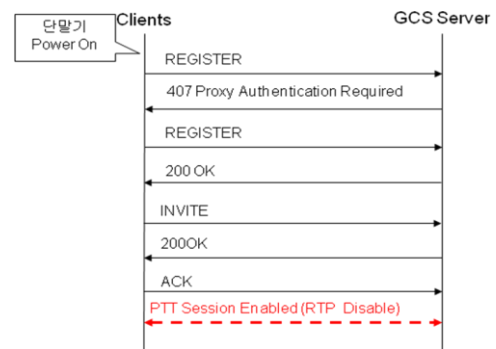 단말기
Power On
Clients
GCS Server
REGISTER
407 Proxy Authentication Required
REGISTER
200 OK
INVITE
200OK
ACK
PTT Session Enabled (RTP Disable)